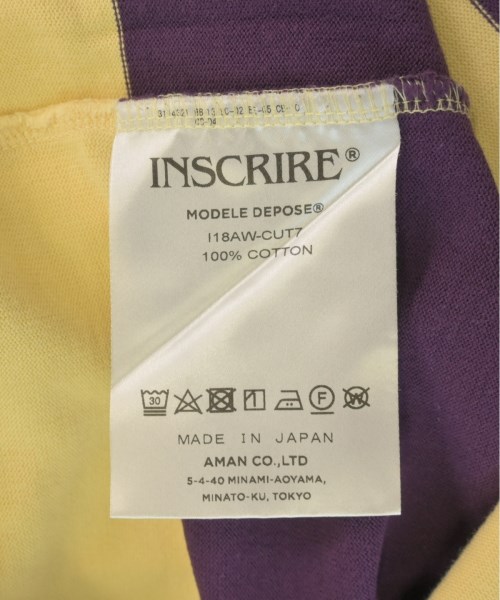 INSCRIRE®
MODELE DEPOSE®
I18AW-CUT7
100% COTTON
30 F W
MADE IN JAPAN
AMAN CO.,LTD
5-4-40 MINAMI-AOYAMA,
MINATO-KU, TOKYO